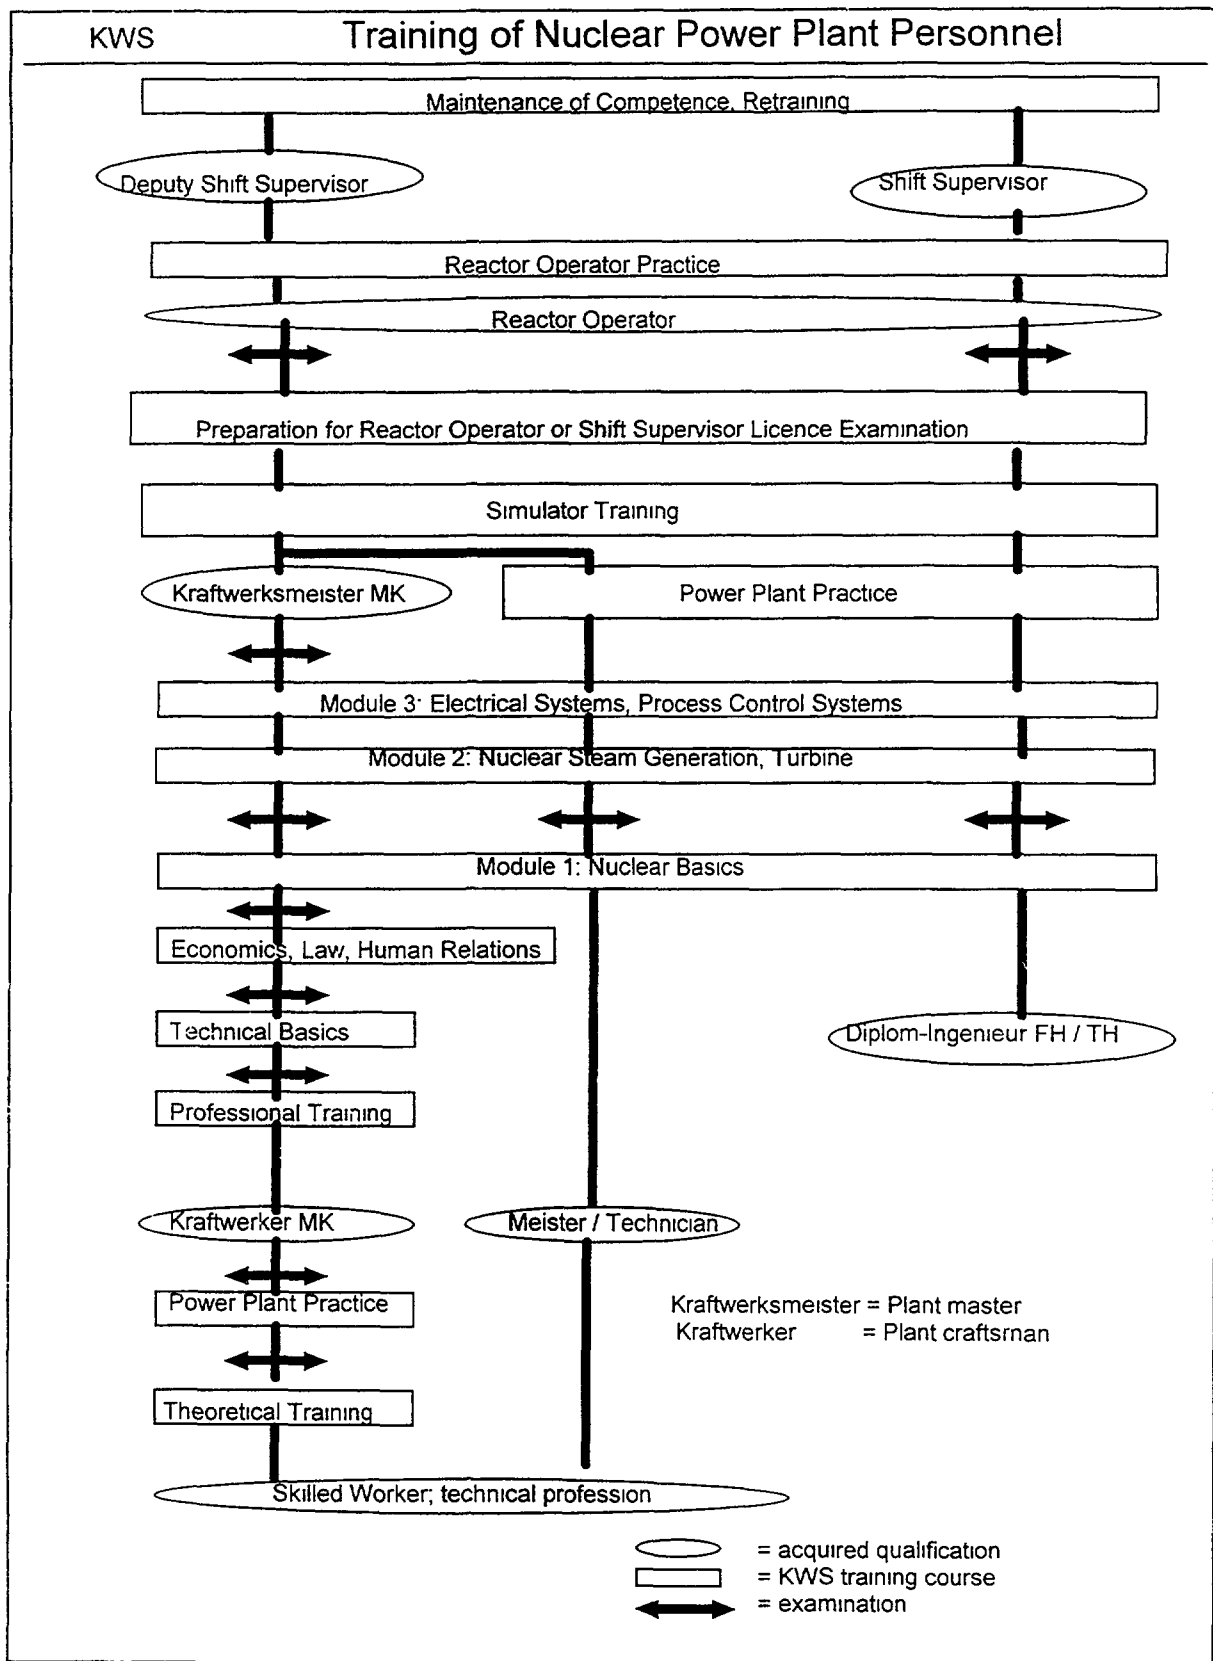 KWS Training of Nuclear Power Plant Personnel
Maintenance of Competence, Retraining
Deputy Shift Supervisor
Shift Supervisor
Reactor Operator Practice
Reactor Operator
Preparation for Reactor Operator or Shift Supervisor Licence Examination
Simulator Training
Kraftwerksmeister MK
Power Plant Practice
Module 3: Electrical Systems, Process Control Systems
Module 2: Nuclear Steam Generation, Turbine
Module 1: Nuclear Basics
Economics, Law, Human Relations
Technical Basics
Diplom-Ingenieur FH / TH
Professional Training
Kraftwerker MK
Meister / Technician
Power Plant Practice
Kraftwerksmeister = Plant master
Kraftwerker = Plant craftsman
Theoretical Training
Skilled Worker; technical profession
= acquired qualification
= KWS training course
= examination